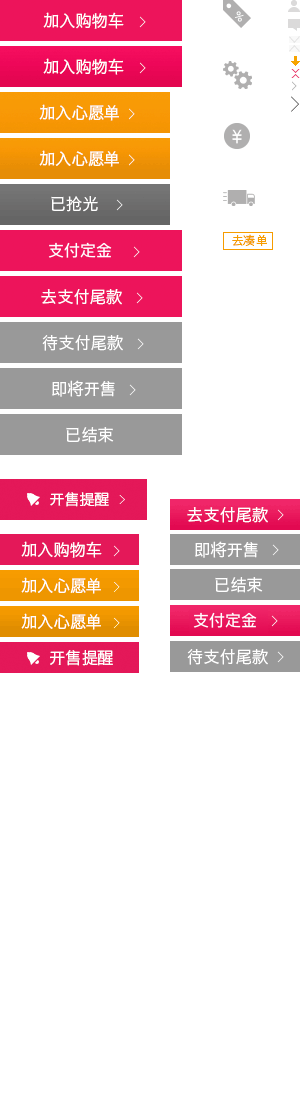 加入购物车
加入购物车
加入心愿单
加入心愿单
已抢光
支付定金
去支付尾款
待支付尾款
即将开售
已结束
%
¥
去凑单
开售提醒
加入购物车
加入心愿单
加入心愿单
开售提醒
去支付尾款
即将开售
已结束
支付定金
待支付尾款